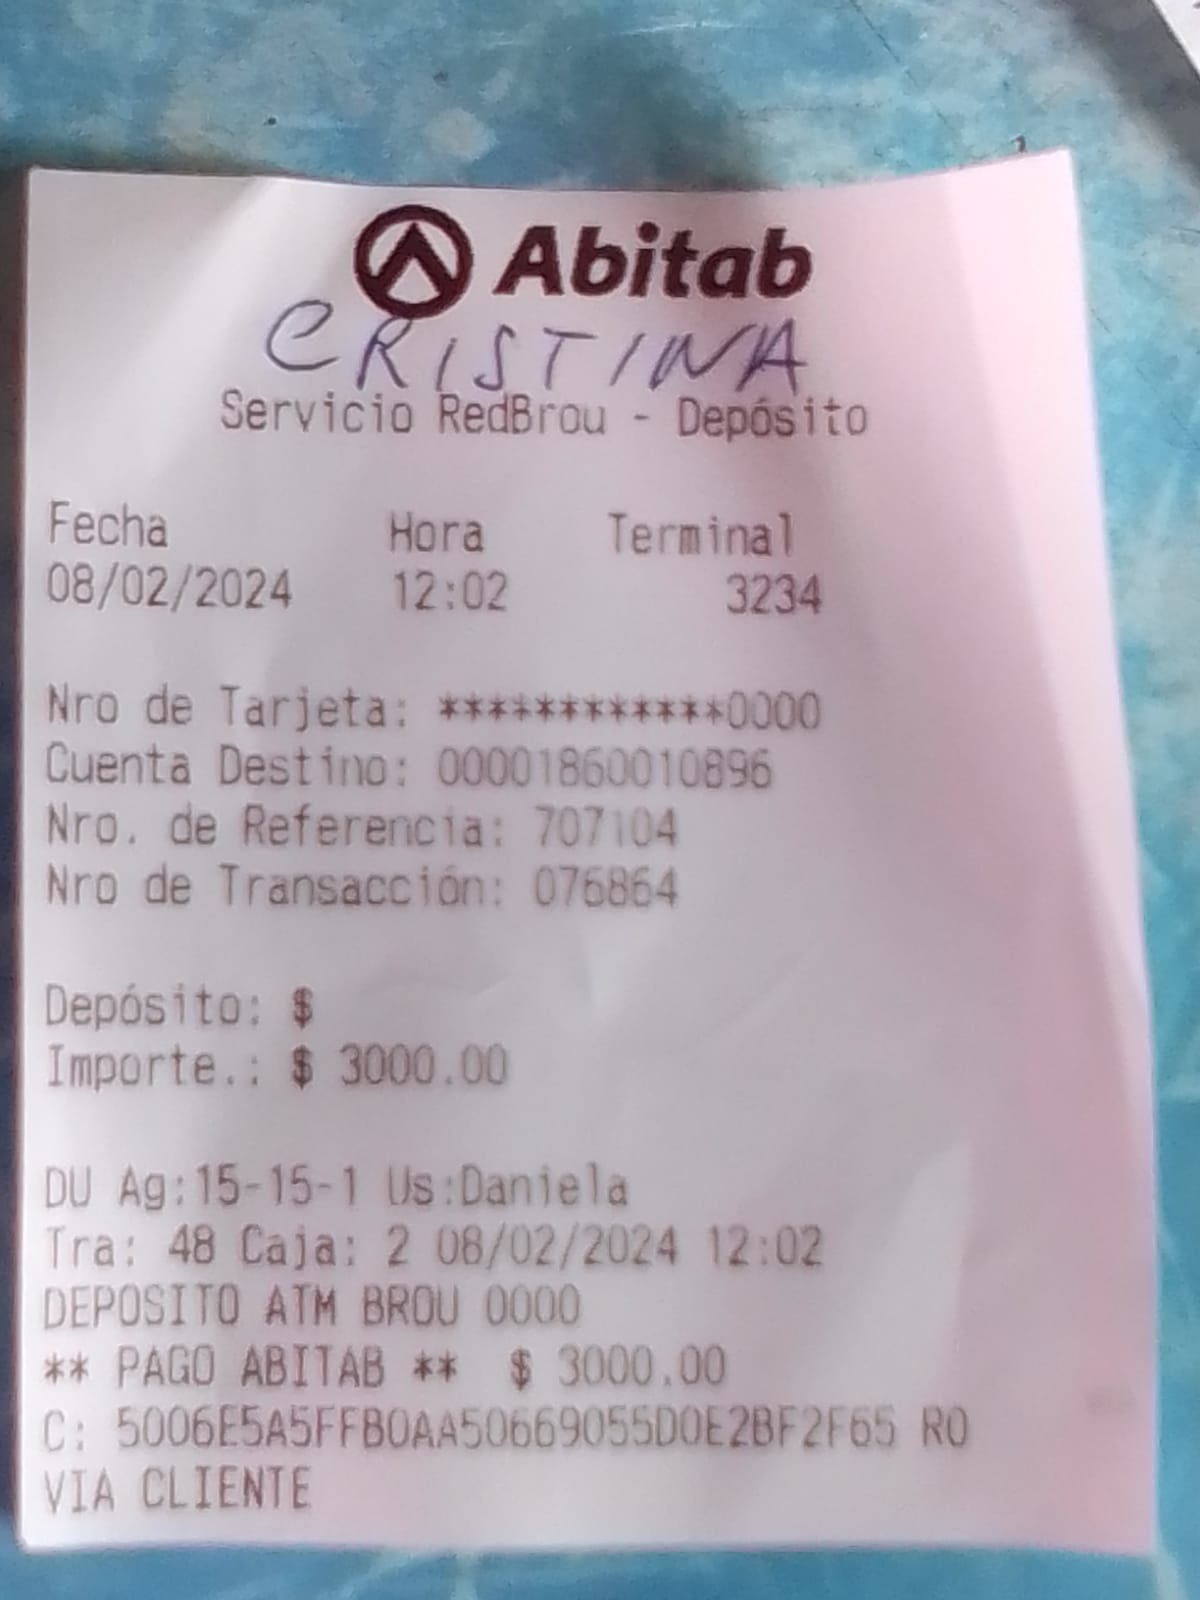 Abitab
CRISTINA
Servicio RedBrou - Depósito
Fecha Hora Terminal
08/02/2024 12:02 3234
Nro de Tarjeta: ************0000
Cuenta Destino: 00001860010896
Nro. de Referencia: 707104
Nro de Transacción: 076864
Depósito: $
Importe.: $ 3000.00
DU Ag:15-15-1 Us:Daniela
Tra: 48 Caja: 2 08/02/2024 12:02
DEPOSITO ATM BROU 0000
** PAGO ABITAB ** $ 3000.00
C: 5006E5A5FFB0AA50669055D0E2BF2F65 RO
VIA CLIENTE